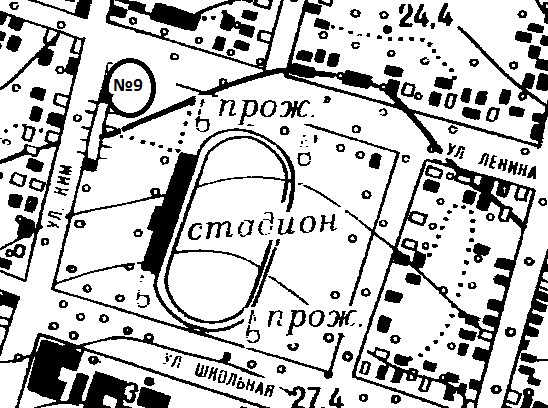 24.4
№9
прож.
УЛ ЛЕНИНА
УЛ КИМ
стадион
прож.
УЛ ШКОЛЬНАЯ
27.4
3